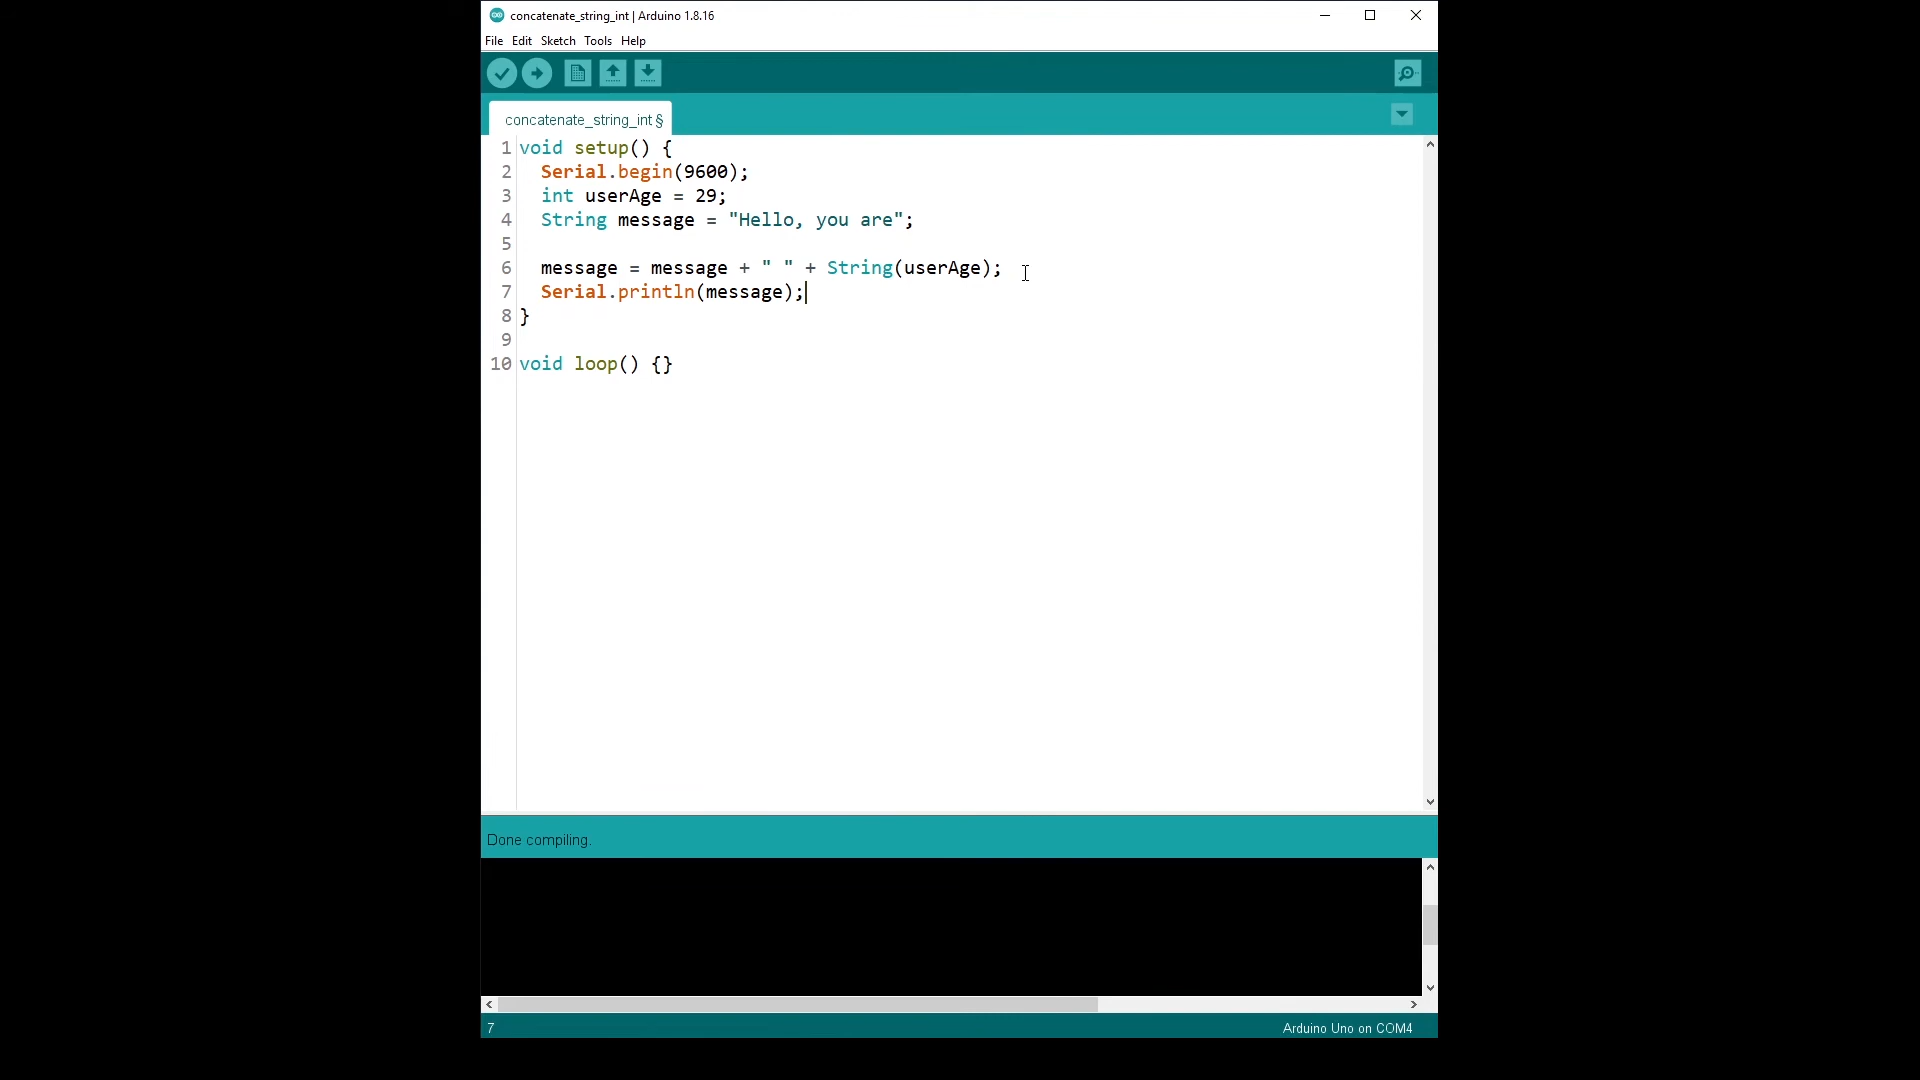 concatenate_string_int | Arduino 1.8.16
File Edit Sketch Tools Help
concatenate_string_int §
1 void setup() {
2   Serial.begin(9600);
3   int userAge = 29;
4   String message = "Hello, you are";
5
6   message = message + " " + String(userAge);
7   Serial.println(message);
8 }
9
10 void loop() {}
Done compiling.
7 Arduino Uno on COM4